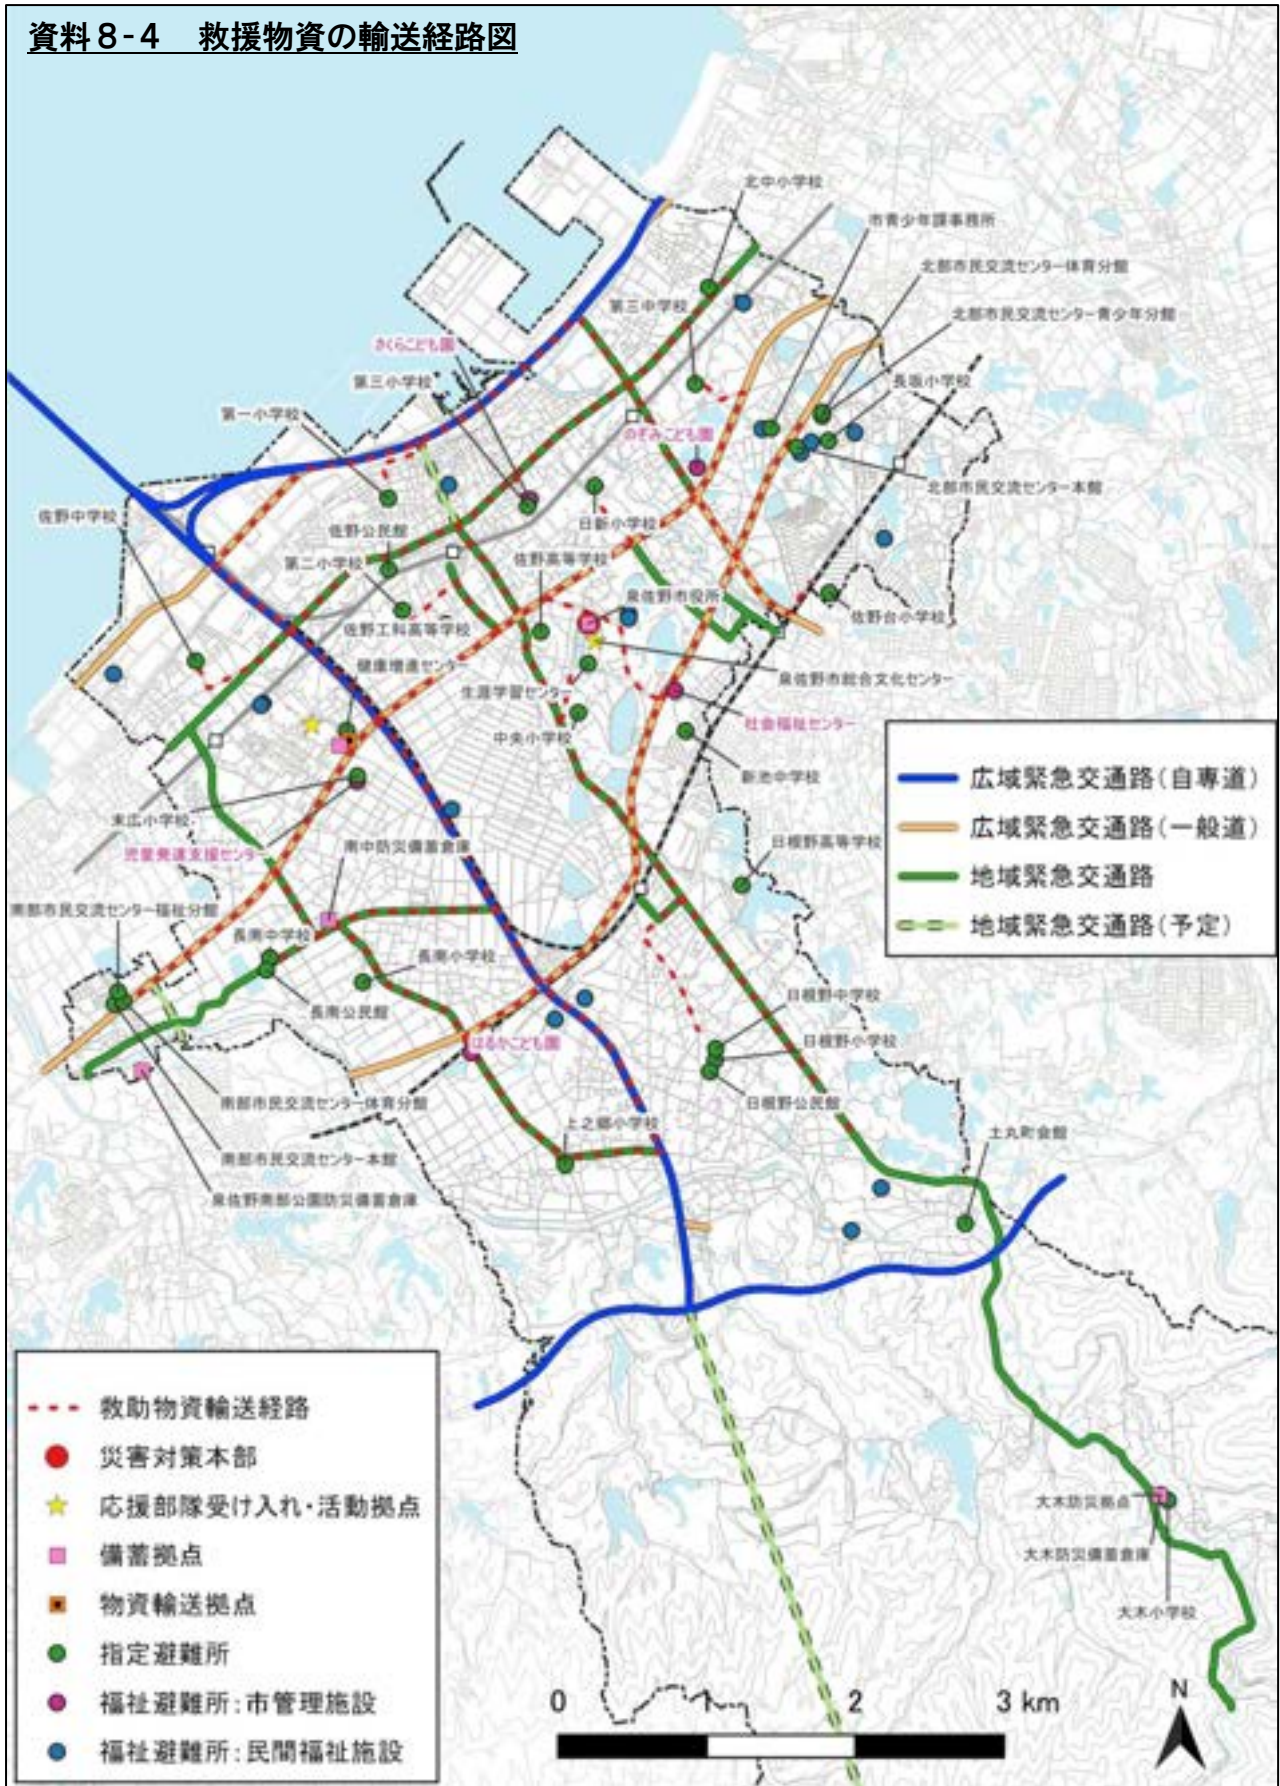 資料8-4　救援物資の輸送経路図
北中小学校
市青少年課事務所
北部市民交流センター体育分館
第三中学校
北部市民交流センター青少年分館
さくらこども園
長坂小学校
第三小学校
第一小学校
のぞみこども園
北部市民交流センター本館
佐野中学校
佐野公民館
日新小学校
第二小学校
佐野高等学校
泉佐野市役所
佐野台小学校
佐野工科高等学校
健康増進センター
泉佐野市総合文化センター
生涯学習センター
社会福祉センター
中央小学校
新池中学校
末広小学校
児童発達支援センター
南中防災備蓄倉庫
日根野高等学校
南部市民交流センター福祉分館
長南中学校
長南小学校
長南公民館
日根野中学校
はるかこども園
日根野小学校
南部市民交流センター体育分館
日根野公民館
上之郷小学校
土丸町会館
南部市民交流センター本館
泉佐野南部公園防災備蓄倉庫
広域緊急交通路(自専道)
広域緊急交通路(一般道)
地域緊急交通路
地域緊急交通路(予定)
救助物資輸送経路
災害対策本部
応援部隊受け入れ・活動拠点
備蓄拠点
物資輸送拠点
指定避難所
福祉避難所:市管理施設
福祉避難所:民間福祉施設
大木防災拠点
大木防災備蓄倉庫
大木小学校
0 1 2 3 km
N